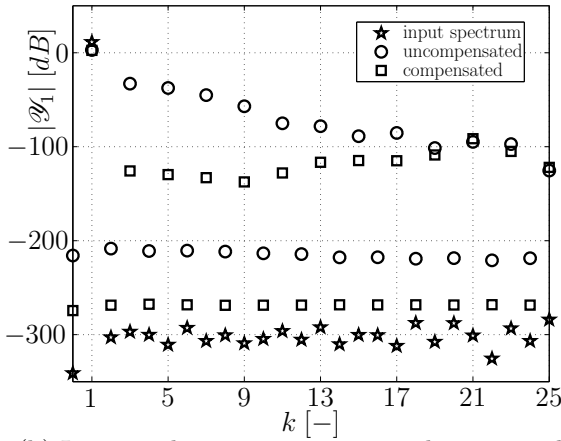 0
−100
−200
−300
|𝒴₁| [dB]
input spectrum
uncompensated
compensated
1 5 9 13 17 21 25
k [−]